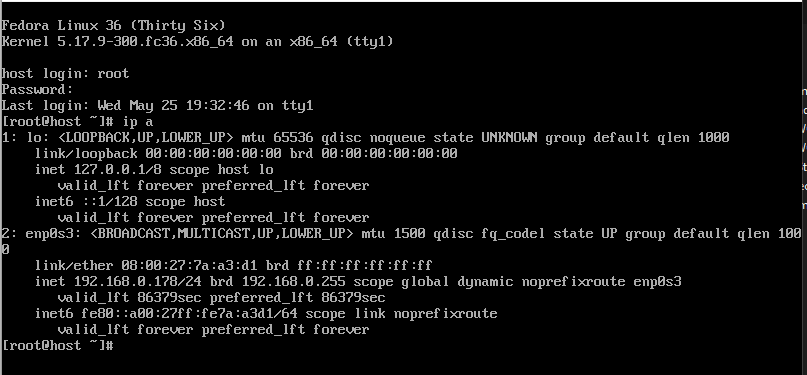 Fedora Linux 36 (Thirty Six)
Kernel 5.17.9-300.fc36.x86_64 on an x86_64 (tty1)
host login: root
Password:
Last login: Wed May 25 19:32:46 on tty1
[root@host ~]# ip a
1: lo: <LOOPBACK,UP,LOWER_UP> mtu 65536 qdisc noqueue state UNKNOWN group default qlen 1000
    link/loopback 00:00:00:00:00:00 brd 00:00:00:00:00:00
    inet 127.0.0.1/8 scope host lo
       valid_lft forever preferred_lft forever
    inet6 ::1/128 scope host
       valid_lft forever preferred_lft forever
2: enp0s3: <BROADCAST,MULTICAST,UP,LOWER_UP> mtu 1500 qdisc fq_codel state UP group default qlen 100
0
    link/ether 08:00:27:7a:a3:d1 brd ff:ff:ff:ff:ff:ff
    inet 192.168.0.178/24 brd 192.168.0.255 scope global dynamic noprefixroute enp0s3
       valid_lft 86379sec preferred_lft 86379sec
    inet6 fe80::a00:27ff:fe7a:a3d1/64 scope link noprefixroute
       valid_lft forever preferred_lft forever
[root@host ~]#